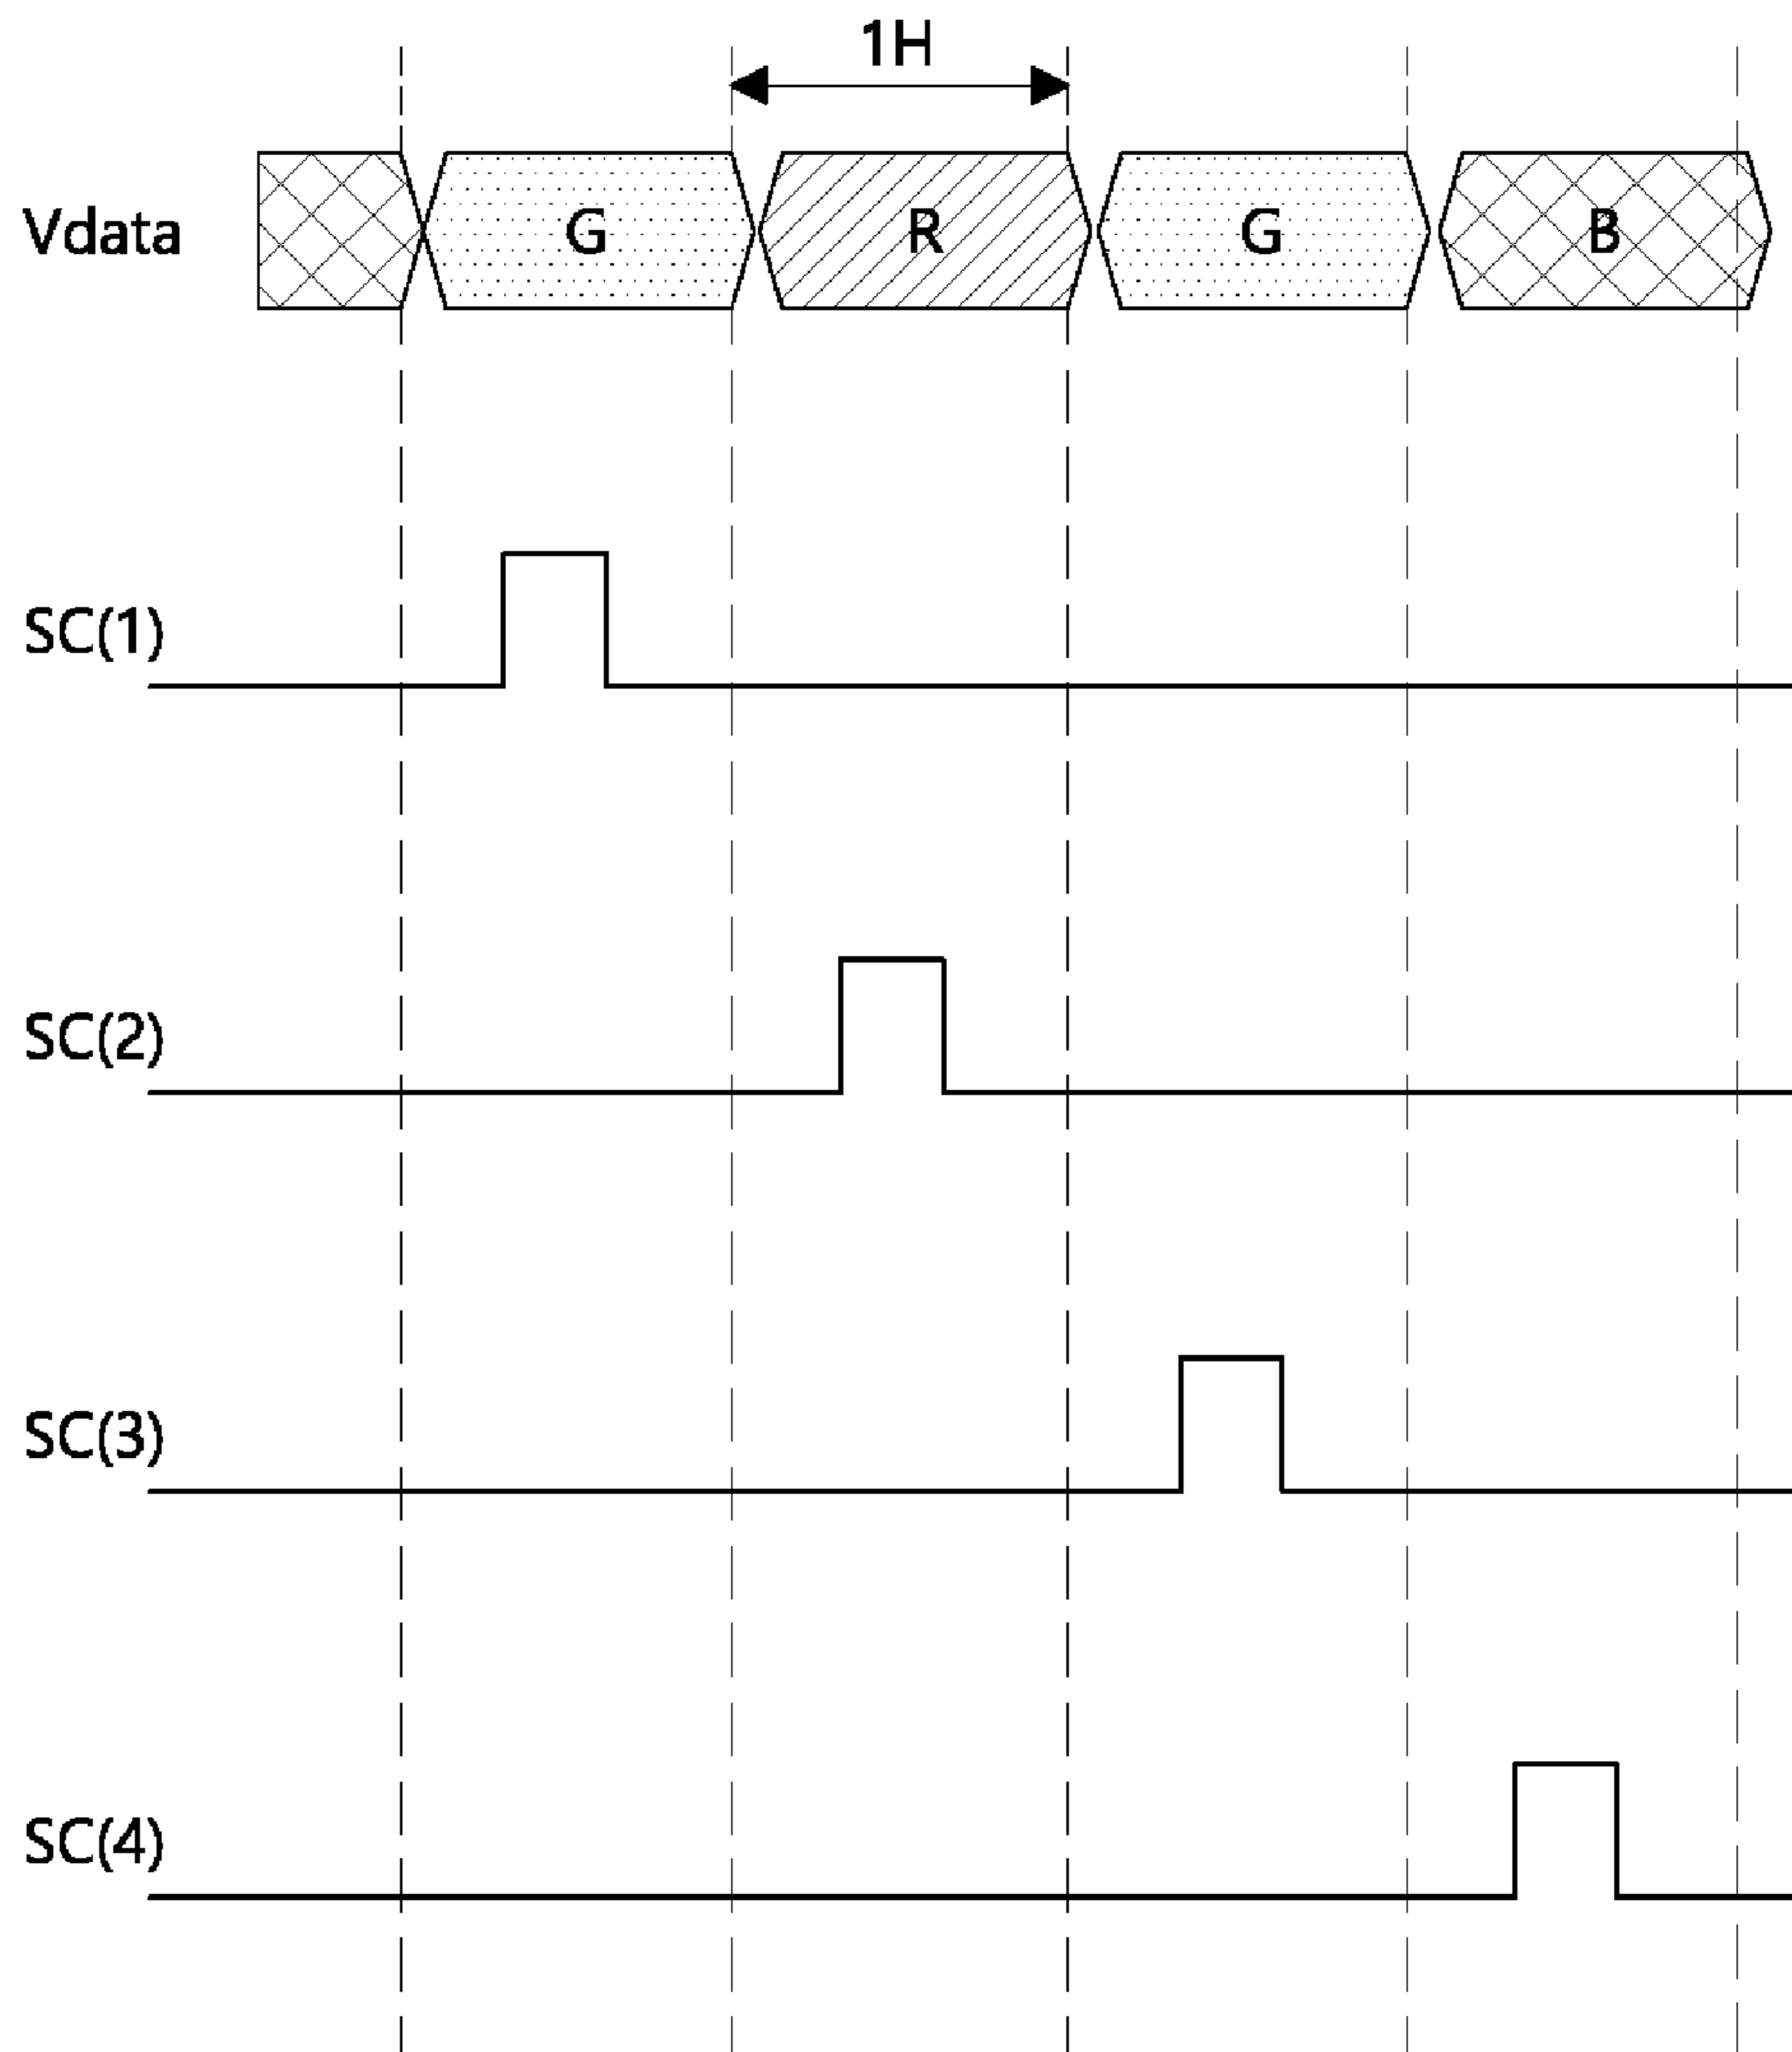 1H
Vdata G R G B
SC(1)
SC(2)
SC(3)
SC(4)